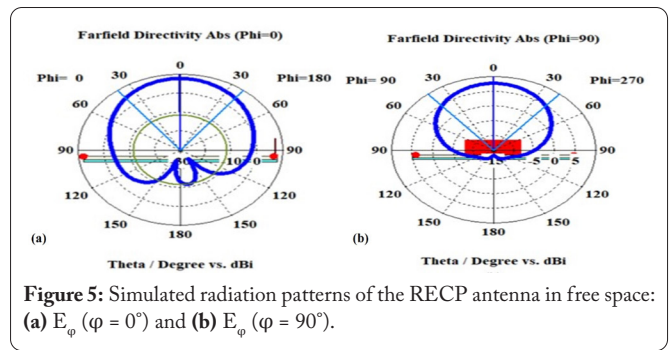 Farfield Directivity Abs (Phi=0)
Farfield Directivity Abs (Phi=90)
Phi= 0 30 0 30 Phi=180
Phi= 90 30 0 30 Phi=270
60 60
60 60
90 90
90 -5 0 5 90
120 120
120 120
150 150
150 150
180
180
(a)
(b)
Theta / Degree vs. dBi
Theta / Degree vs. dBi
Figure 5: Simulated radiation patterns of the RECP antenna in free space:
(a) Eφ (φ = 0°) and (b) Eφ (φ = 90°).